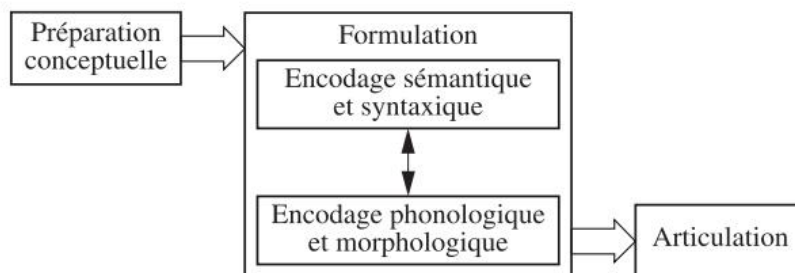 Préparation
conceptuelle
Formulation
Encodage sémantique
et syntaxique
Encodage phonologique
et morphologique
Articulation